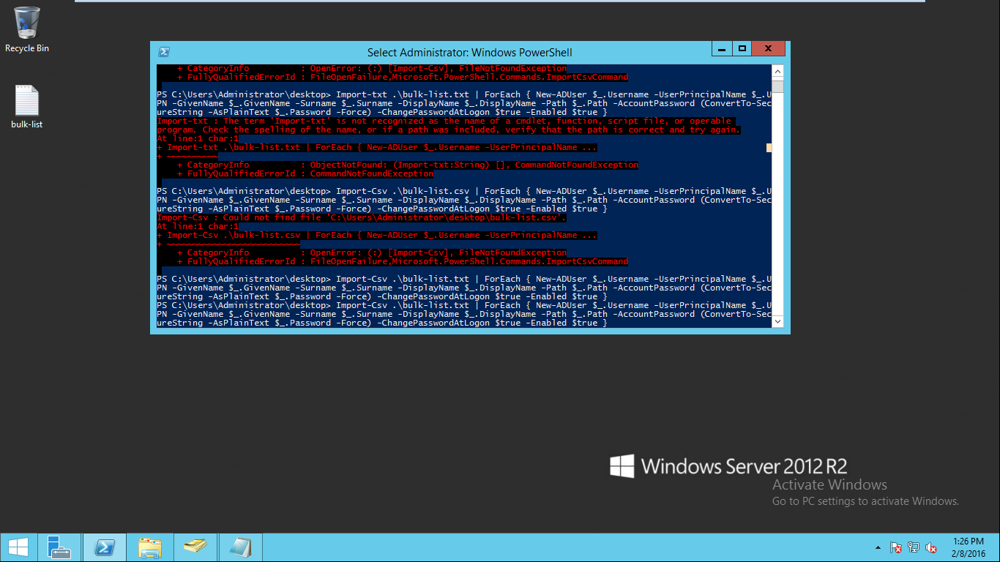 Recycle Bin
bulk-list
Select Administrator: Windows PowerShell
    + CategoryInfo          : OpenError: (:) [Import-Csv], FileNotFoundException
    + FullyQualifiedErrorId : FileOpenFailure,Microsoft.PowerShell.Commands.ImportCsvCommand
PS C:\Users\Administrator\desktop> Import-txt .\bulk-list.txt | ForEach { New-ADUser $_.Username -UserPrincipalName $_.U
PN -GivenName $_.GivenName -Surname $_.Surname -DisplayName $_.DisplayName -Path $_.Path -AccountPassword (ConvertTo-Sec
ureString -AsPlainText $_.Password -Force) -ChangePasswordAtLogon $true -Enabled $true }
Import-txt : The term 'Import-txt' is not recognized as the name of a cmdlet, function, script file, or operable
program. Check the spelling of the name, or if a path was included, verify that the path is correct and try again.
At line:1 char:1
+ Import-txt .\bulk-list.txt | ForEach { New-ADUser $_.Username -UserPrincipalName ...
+ ~~~~~~~~~~
    + CategoryInfo          : ObjectNotFound: (Import-txt:String) [], CommandNotFoundException
    + FullyQualifiedErrorId : CommandNotFoundException
PS C:\Users\Administrator\desktop> Import-Csv .\bulk-list.csv | ForEach { New-ADUser $_.Username -UserPrincipalName $_.U
PN -GivenName $_.GivenName -Surname $_.Surname -DisplayName $_.DisplayName -Path $_.Path -AccountPassword (ConvertTo-Sec
ureString -AsPlainText $_.Password -Force) -ChangePasswordAtLogon $true -Enabled $true }
Import-Csv : Could not find file 'C:\Users\Administrator\desktop\bulk-list.csv'.
At line:1 char:1
+ Import-Csv .\bulk-list.csv | ForEach { New-ADUser $_.Username -UserPrincipalName ...
+ ~~~~~~~~~~~~~~~~~~~~~~~~~~
    + CategoryInfo          : OpenError: (:) [Import-Csv], FileNotFoundException
    + FullyQualifiedErrorId : FileOpenFailure,Microsoft.PowerShell.Commands.ImportCsvCommand
PS C:\Users\Administrator\desktop> Import-Csv .\bulk-list.txt | ForEach { New-ADUser $_.Username -UserPrincipalName $_.U
PN -GivenName $_.GivenName -Surname $_.Surname -DisplayName $_.DisplayName -Path $_.Path -AccountPassword (ConvertTo-Sec
ureString -AsPlainText $_.Password -Force) -ChangePasswordAtLogon $true -Enabled $true }
PS C:\Users\Administrator\desktop> Import-Csv .\bulk-list.txt | ForEach { New-ADUser $_.Username -UserPrincipalName $_.U
PN -GivenName $_.GivenName -Surname $_.Surname -DisplayName $_.DisplayName -Path $_.Path -AccountPassword (ConvertTo-Sec
ureString -AsPlainText $_.Password -Force) -ChangePasswordAtLogon $true -Enabled $true }
Windows Server 2012 R2
Activate Windows
Go to PC settings to activate Windows.
1:26 PM
2/8/2016